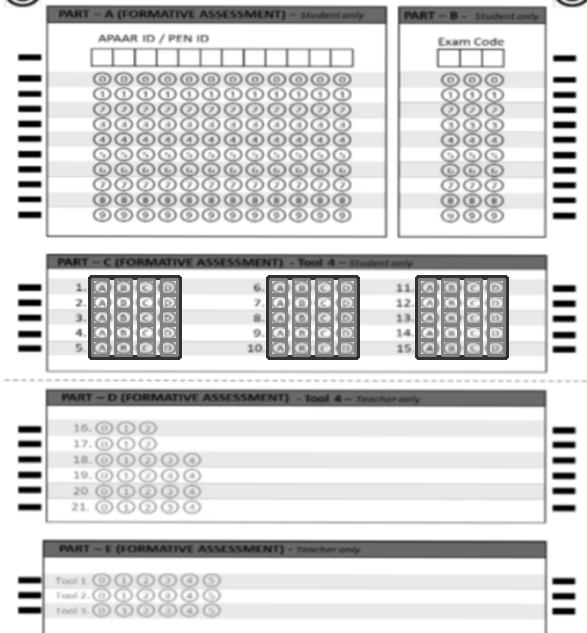 PART – A (FORMATIVE ASSESSMENT) – Student only
APAAR ID / PEN ID
0 0 0 0 0 0 0 0 0 0 0 0
1 1 1 1 1 1 1 1 1 1 1 1
2 2 2 2 2 2 2 2 2 2 2 2
4 4 4 4 4 4 4 4 4 4 4 4
5 5 5 5 5 5 5 5 5 5 5 5
6 6 6 6 6 6 6 6 6 6 6 6
7 7 7 7 7 7 7 7 7 7 7 7
8 8 8 8 8 8 8 8 8 8 8 8
9 9 9 9 9 9 9 9 9 9 9 9
PART – B - Student only
Exam Code
0 0 0
1 1 1
2 2 2
3 3 3
4 4 4
5 5 5
6 6 6
7 7 7
8 8 8
9 9 9
PART – C (FORMATIVE ASSESSMENT) - Tool 4 – Student only
1. A B C D 6. A B C D 11. A B C D
2. A B C D 7. A B C D 12. A B C D
3. A B C D 8. A B C D 13. A B C D
4. A B C D 9. A B C D 14. A B C D
5. A B C D 10. A B C D 15. A B C D
PART – D (FORMATIVE ASSESSMENT) - Tool 4 – Teacher only
16. 0 1 2
17. 0 1 2
18. 0 1 2 3 4
19. 0 1 2 3 4
20. 0 1 2 3 4
21. 0 1 2 3 4
PART – E (FORMATIVE ASSESSMENT) – Teacher only
Tool 1. 0 1 2 3 4 5
Tool 2. 0 1 2 3 4 5
Tool 3. 0 1 2 3 4 5